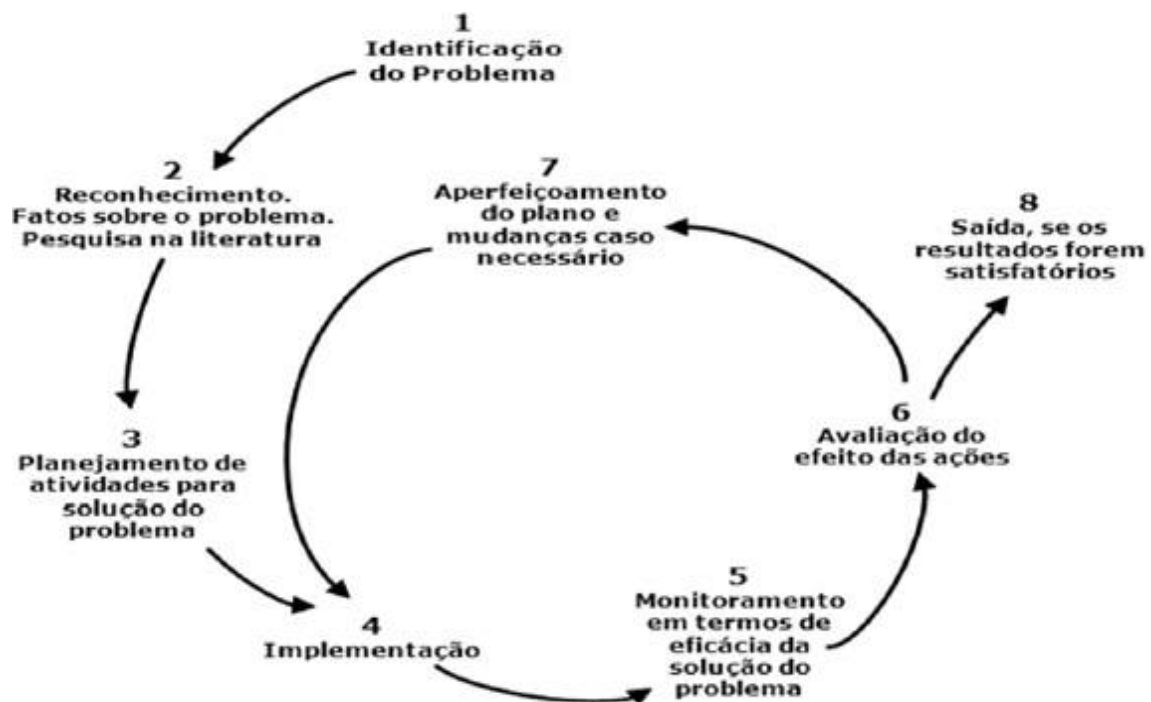 1
Identificação
do Problema
2
Reconhecimento.
Fatos sobre o problema.
Pesquisa na literatura
3
Planejamento de
atividades para
solução do
problema
4
Implementação
5
Monitoramento
em termos de
eficácia da
solução do
problema
6
Avaliação do
efeito das ações
7
Aperfeiçoamento
do plano e
mudanças caso
necessário
8
Saída, se os
resultados forem
satisfatórios